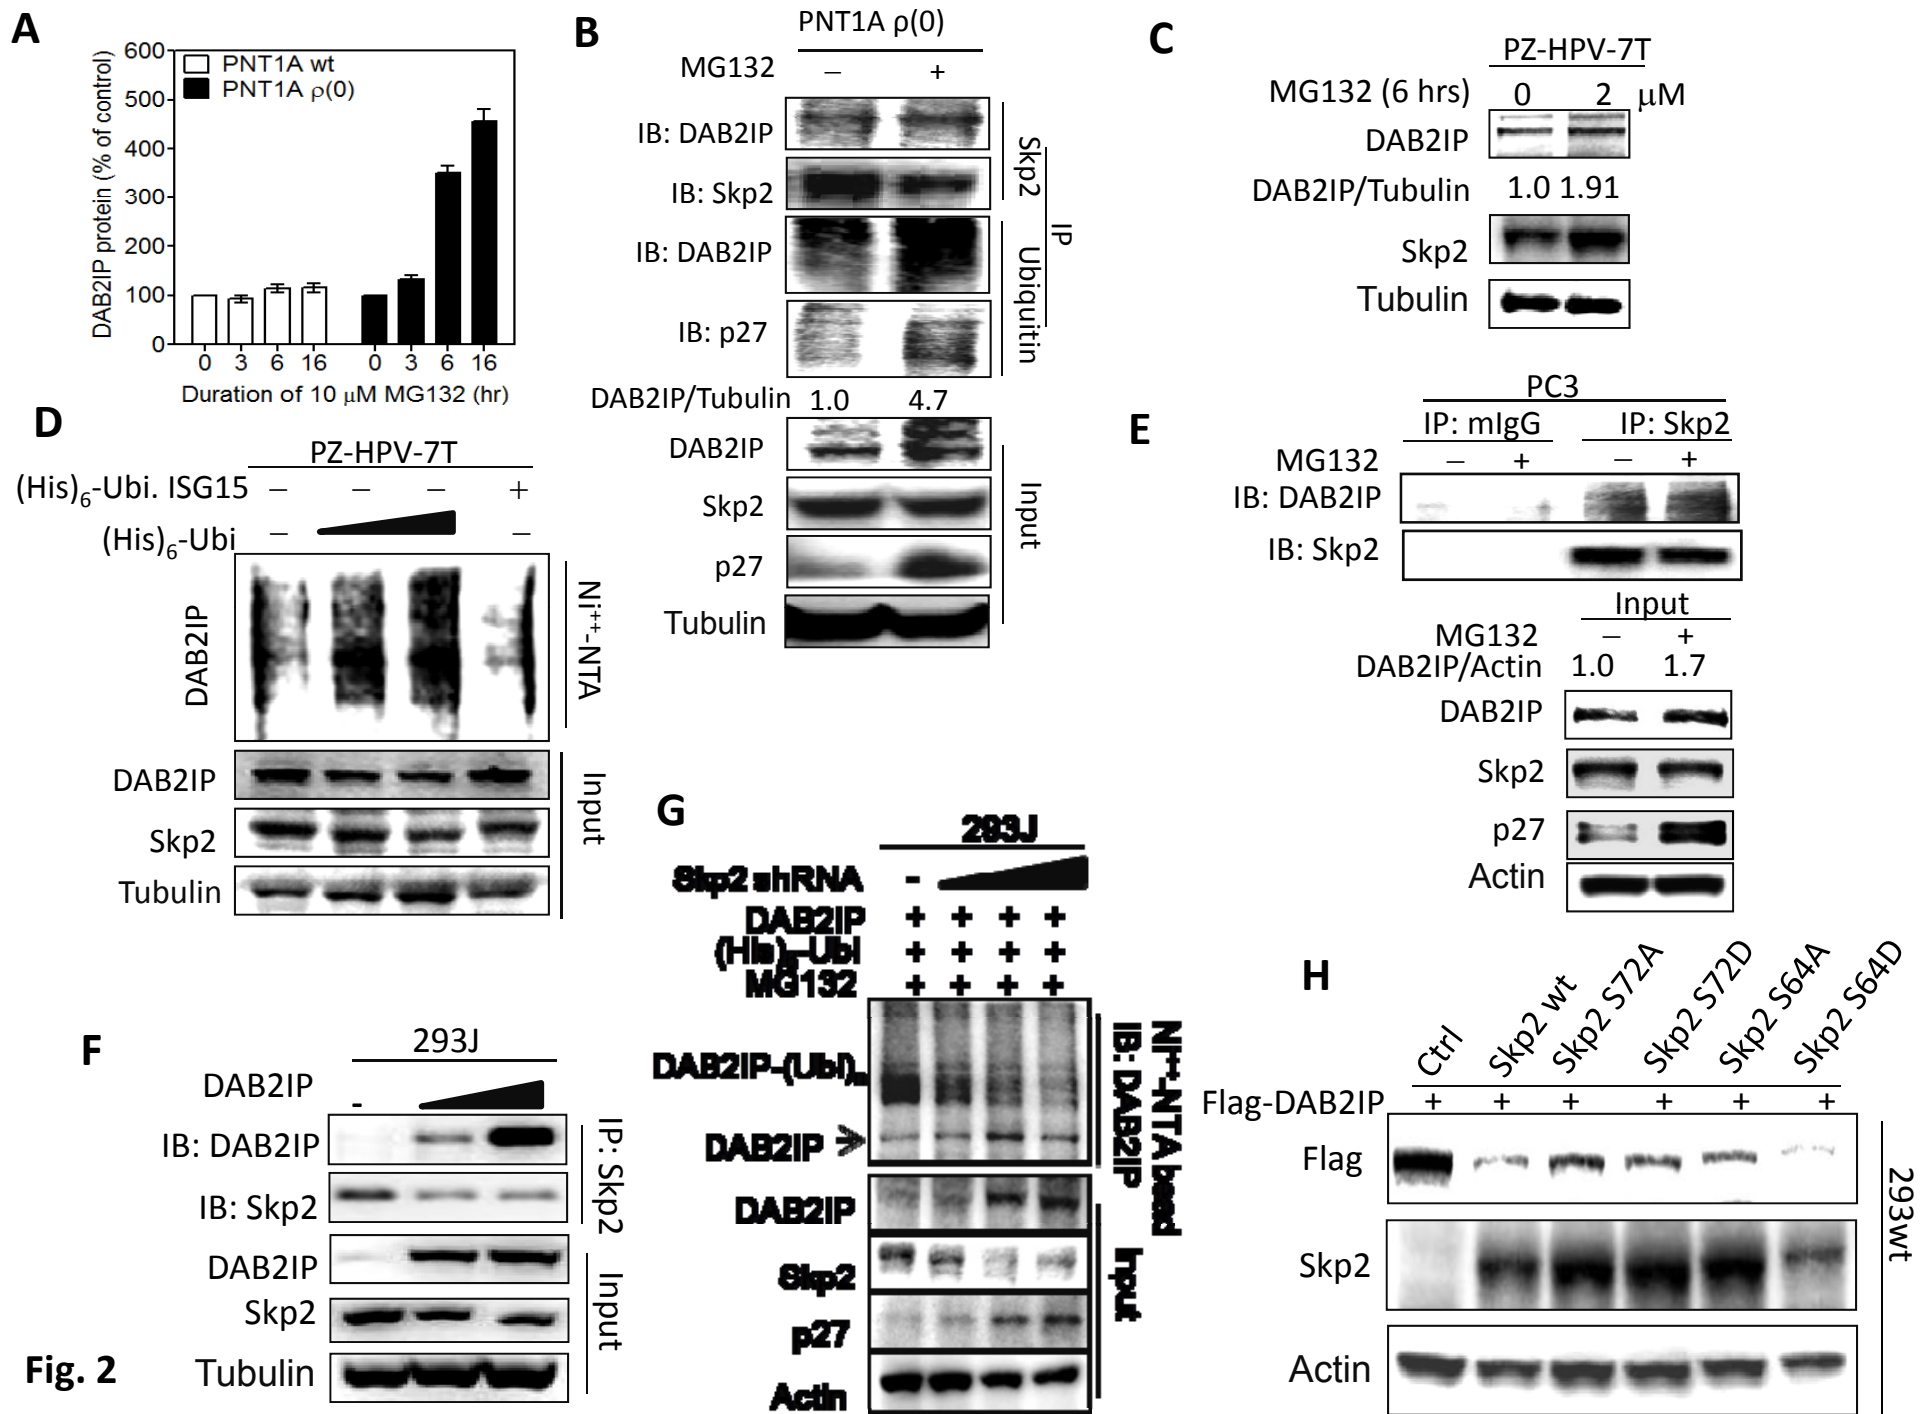 A
600
500
400
300
200
100
0
DAB2IP protein (% of control)
PNT1A wt
PNT1A ρ(0)
0 3 6 16 0 3 6 16
Duration of 10 μM MG132 (hr)
B
PNT1A ρ(0)
MG132 – +
IB: DAB2IP
IB: Skp2
Skp2
IB: DAB2IP
IB: p27
Ubiquitin
IP
DAB2IP/Tubulin 1.0 4.7
DAB2IP
Skp2
p27
Tubulin
Input
C
PZ-HPV-7T
MG132 (6 hrs) 0 2 μM
DAB2IP
DAB2IP/Tubulin 1.0 1.91
Skp2
Tubulin
D
PZ-HPV-7T
(His)6-Ubi. ISG15 – – – +
(His)6-Ubi – –
DAB2IP
Ni++-NTA
DAB2IP
Skp2
Tubulin
Input
E
PC3
IP: mIgG IP: Skp2
MG132 – + – +
IB: DAB2IP
IB: Skp2
Input
MG132 – +
DAB2IP/Actin 1.0 1.7
DAB2IP
Skp2
p27
Actin
F
293J
DAB2IP -
IB: DAB2IP
IB: Skp2
IP: Skp2
DAB2IP
Skp2
Tubulin
Input
G
293J
Skp2 shRNA -
DAB2IP + + + +
(His)6-Ubi + + + +
MG132 + + + +
DAB2IP-(Ubi)n
DAB2IP
IB: DAB2IP
Ni++-NTA bead
DAB2IP
Skp2
p27
Actin
Input
H
Ctrl Skp2 wt Skp2 S72A Skp2 S72D Skp2 S64A Skp2 S64D
Flag-DAB2IP + + + + + +
Flag
Skp2
Actin
293wt
Fig. 2